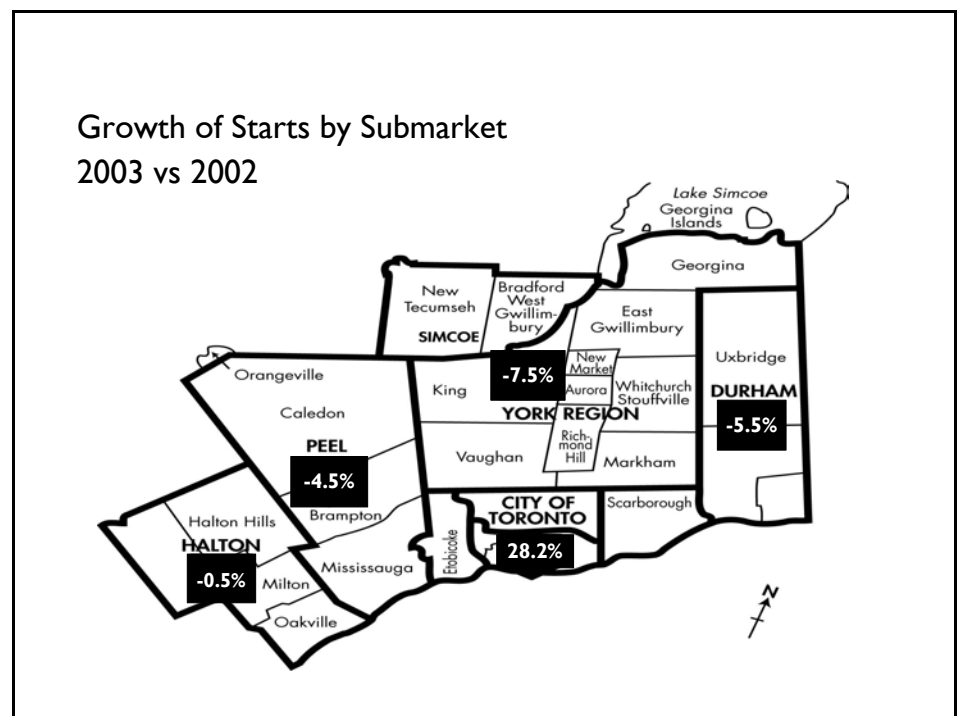 Growth of Starts by Submarket
2003 vs 2002
Lake Simcoe
Georgina
Islands
Georgina
New
Tecumseh
SIMCOE
Bradford
West
Gwillim-
bury
East
Gwillimbury
Uxbridge
DURHAM
-5.5%
Orangeville
Caledon
PEEL
-4.5%
Brampton
Mississauga
King
-7.5%
New
Market
Aurora
Whitchurch
Stouffville
YORK REGION
Vaughan
Rich-
mond
Hill
Markham
CITY OF
TORONTO
28.2%
Scarborough
Etobicoke
Halton Hills
HALTON
-0.5%
Milton
Oakville
N